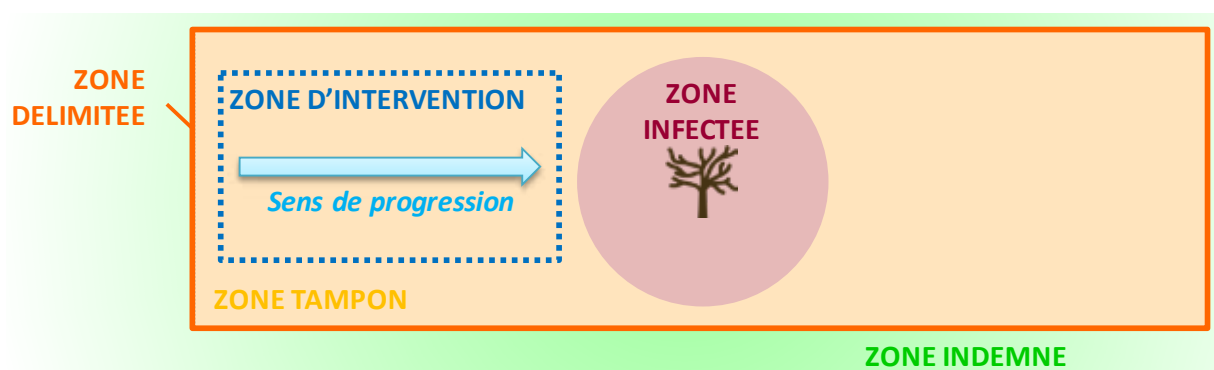 ZONE
DELIMITEE
ZONE D’INTERVENTION
Sens de progression
ZONE
INFECTEE
ZONE TAMPON
ZONE INDEMNE